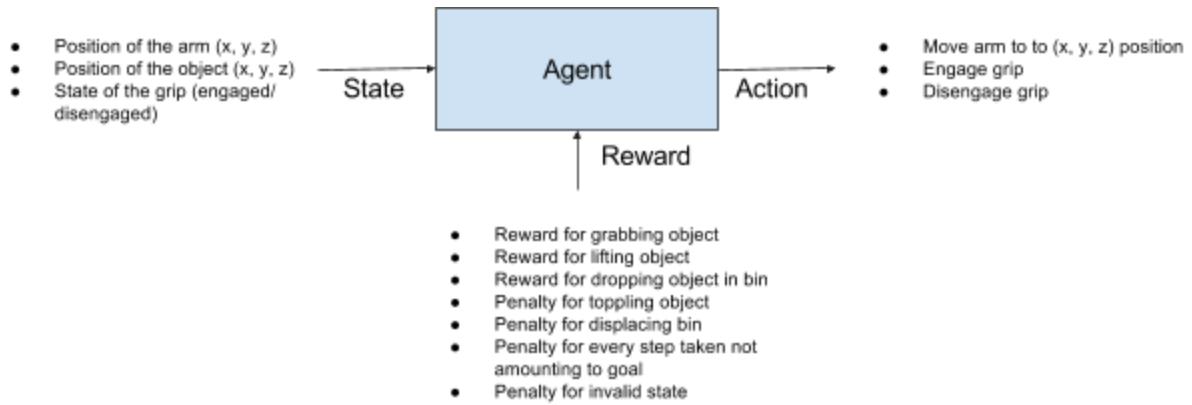 • Position of the arm (x, y, z)
• Position of the object (x, y, z)
• State of the grip (engaged/
disengaged)
State
Agent
Action
• Move arm to to (x, y, z) position
• Engage grip
• Disengage grip
Reward
• Reward for grabbing object
• Reward for lifting object
• Reward for dropping object in bin
• Penalty for toppling object
• Penalty for displacing bin
• Penalty for every step taken not
amounting to goal
• Penalty for invalid state